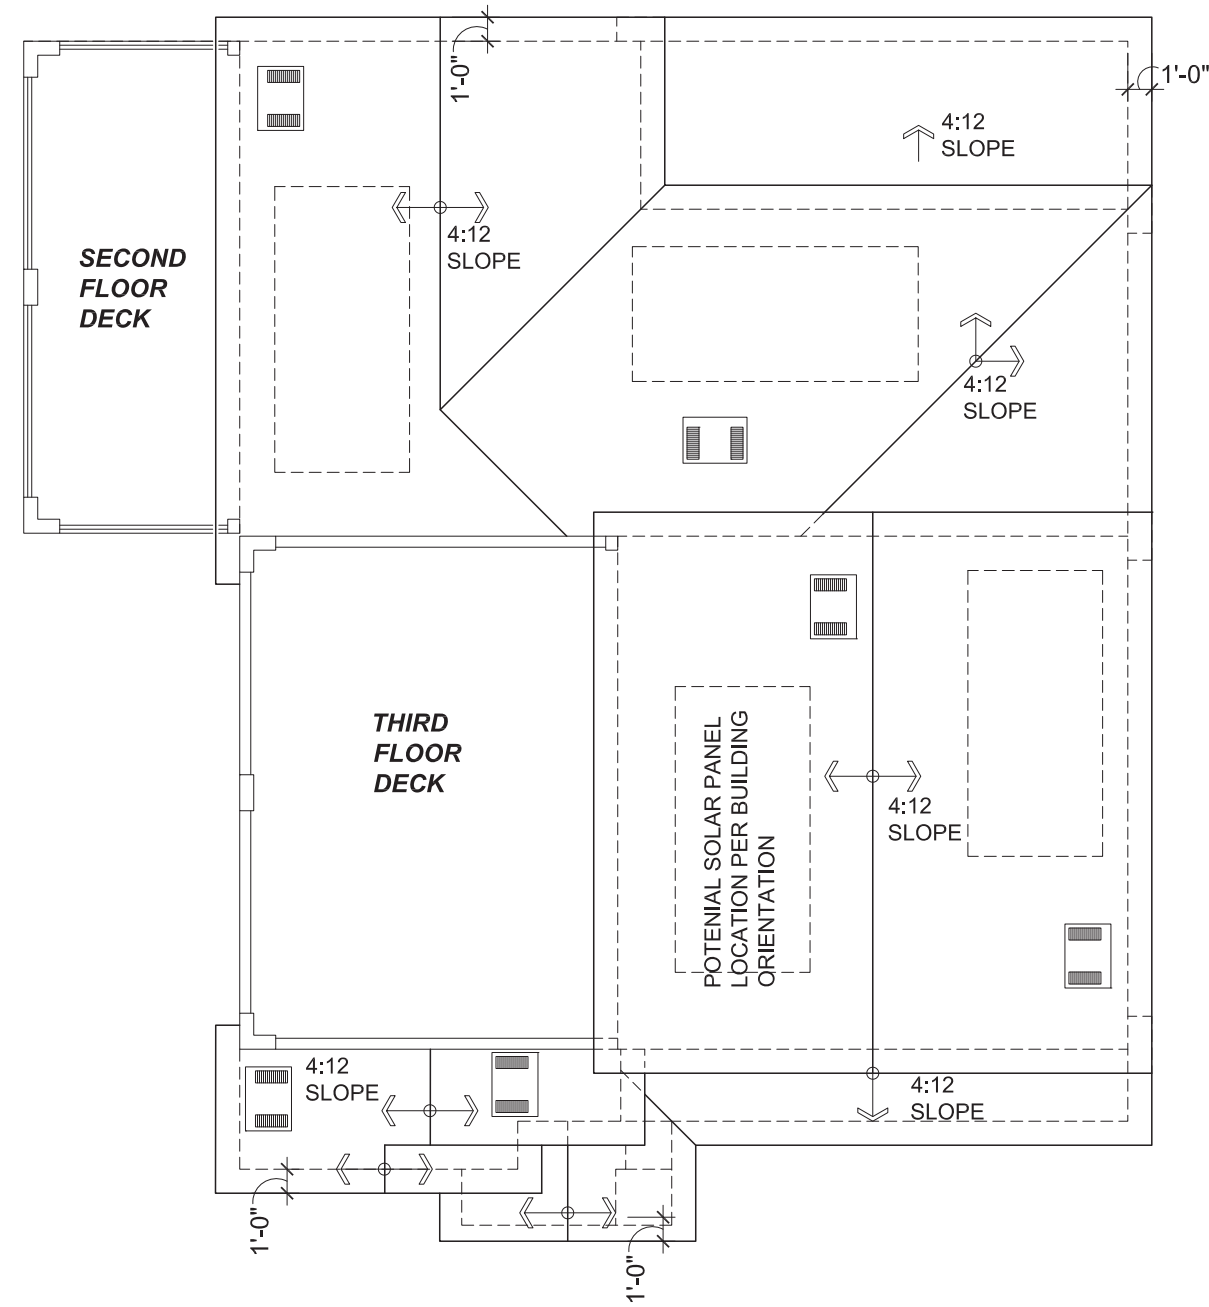 1'-0"
1'-0"
4:12
SLOPE
4:12
SLOPE
SECOND
FLOOR
DECK
4:12
SLOPE
THIRD
FLOOR
DECK
POTENIAL SOLAR PANEL
LOCATION PER BUILDING
ORIENTATION
4:12
SLOPE
4:12
SLOPE
4:12
SLOPE
1'-0"
1'-0"